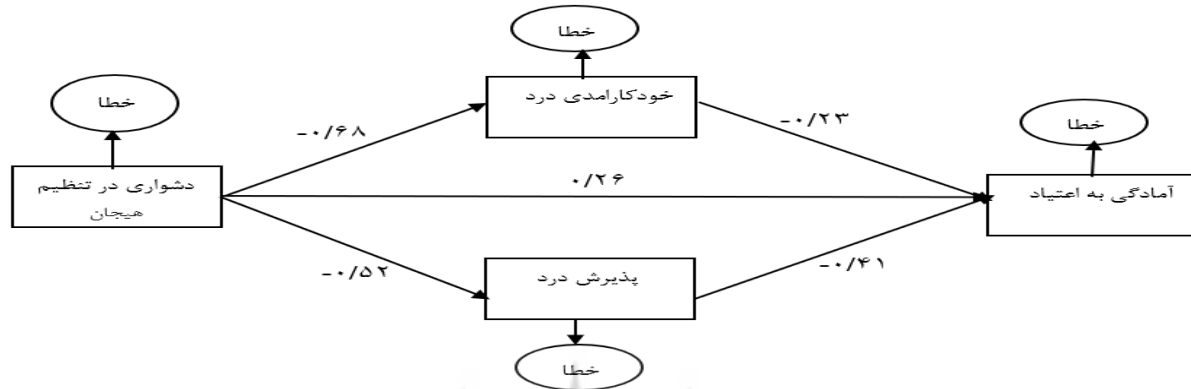 خطا
خودکارامدی درد
خطا
خطا
-۰/۶۸
-۰/۲۳
دشواری در تنظیم
هیجان
۰/۲۶
آمادگی به اعتیاد
-۰/۵۲
پذیرش درد
-۰/۴۱
خطا